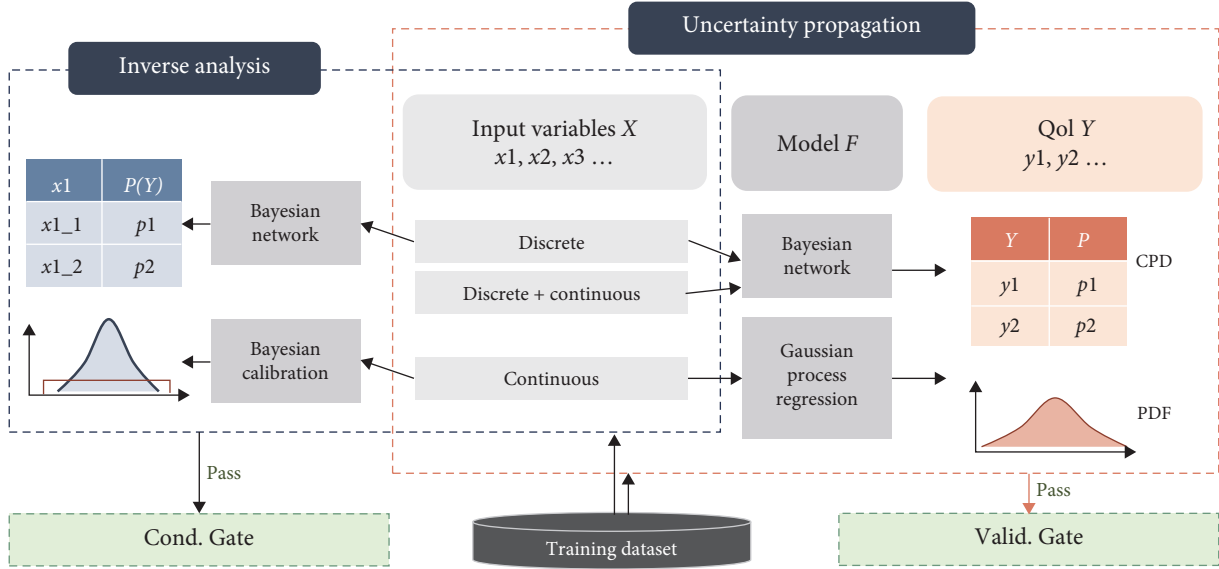 Uncertainty propagation
Inverse analysis
Input variables X
x1, x2, x3 ...
Model F
QoI Y
y1, y2 ...
x1 P(Y)
x1_1 p1
x1_2 p2
Bayesian
network
Discrete
Discrete + continuous
Bayesian
network
Y P
y1 p1
y2 p2
CPD
Bayesian
calibration
Continuous
Gaussian
process
regression
PDF
Pass
Pass
Cond. Gate
Training dataset
Valid. Gate